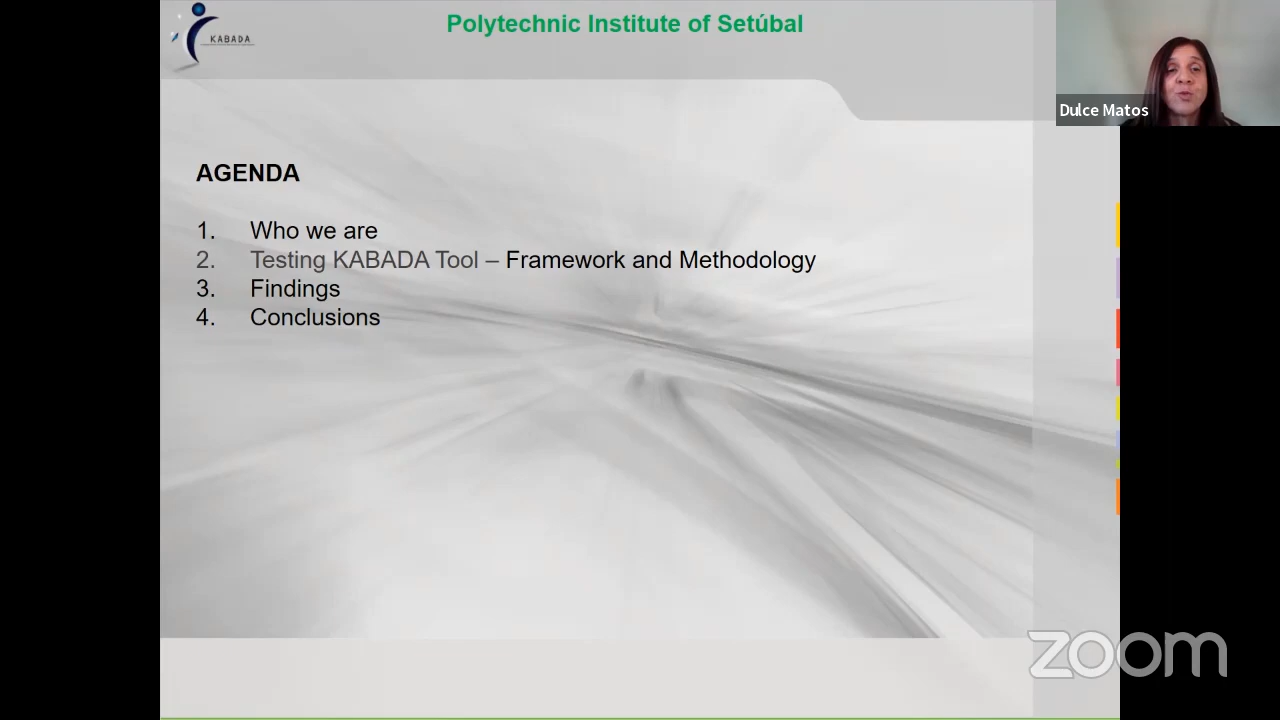 KABADA
Polytechnic Institute of Setúbal
Dulce Matos
AGENDA
1. Who we are
2. Testing KABADA Tool – Framework and Methodology
3. Findings
4. Conclusions
zoom